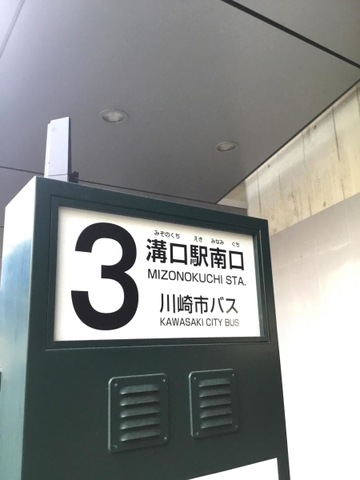 3
みぞのくち えき みなみ ぐち
溝口駅南口
MIZONOKUCHI STA.
川崎市バス
KAWASAKI CITY BUS